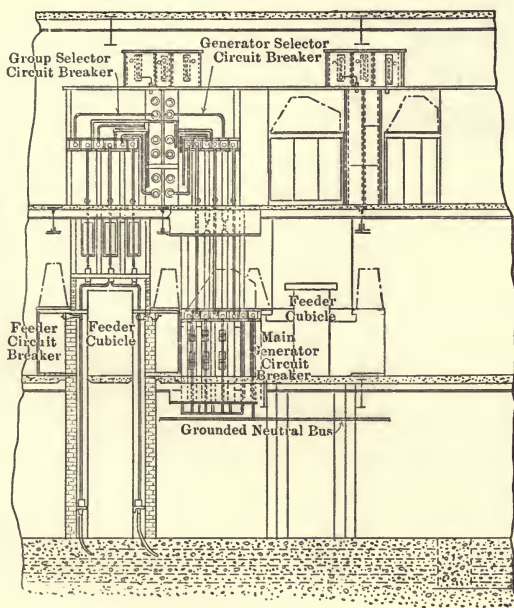 Group Selector
Circuit Breaker
Generator Selector
Circuit Breaker
Feeder
Circuit
Breaker
Feeder
Cubicle
Feeder
Cubicle
Main
Generator
Circuit
Breaker
Grounded Neutral Bus